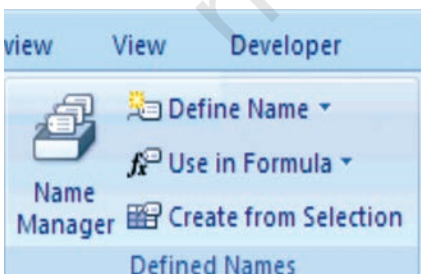 view View Developer
Define Name
Use in Formula
Name
Manager
Create from Selection
Defined Names